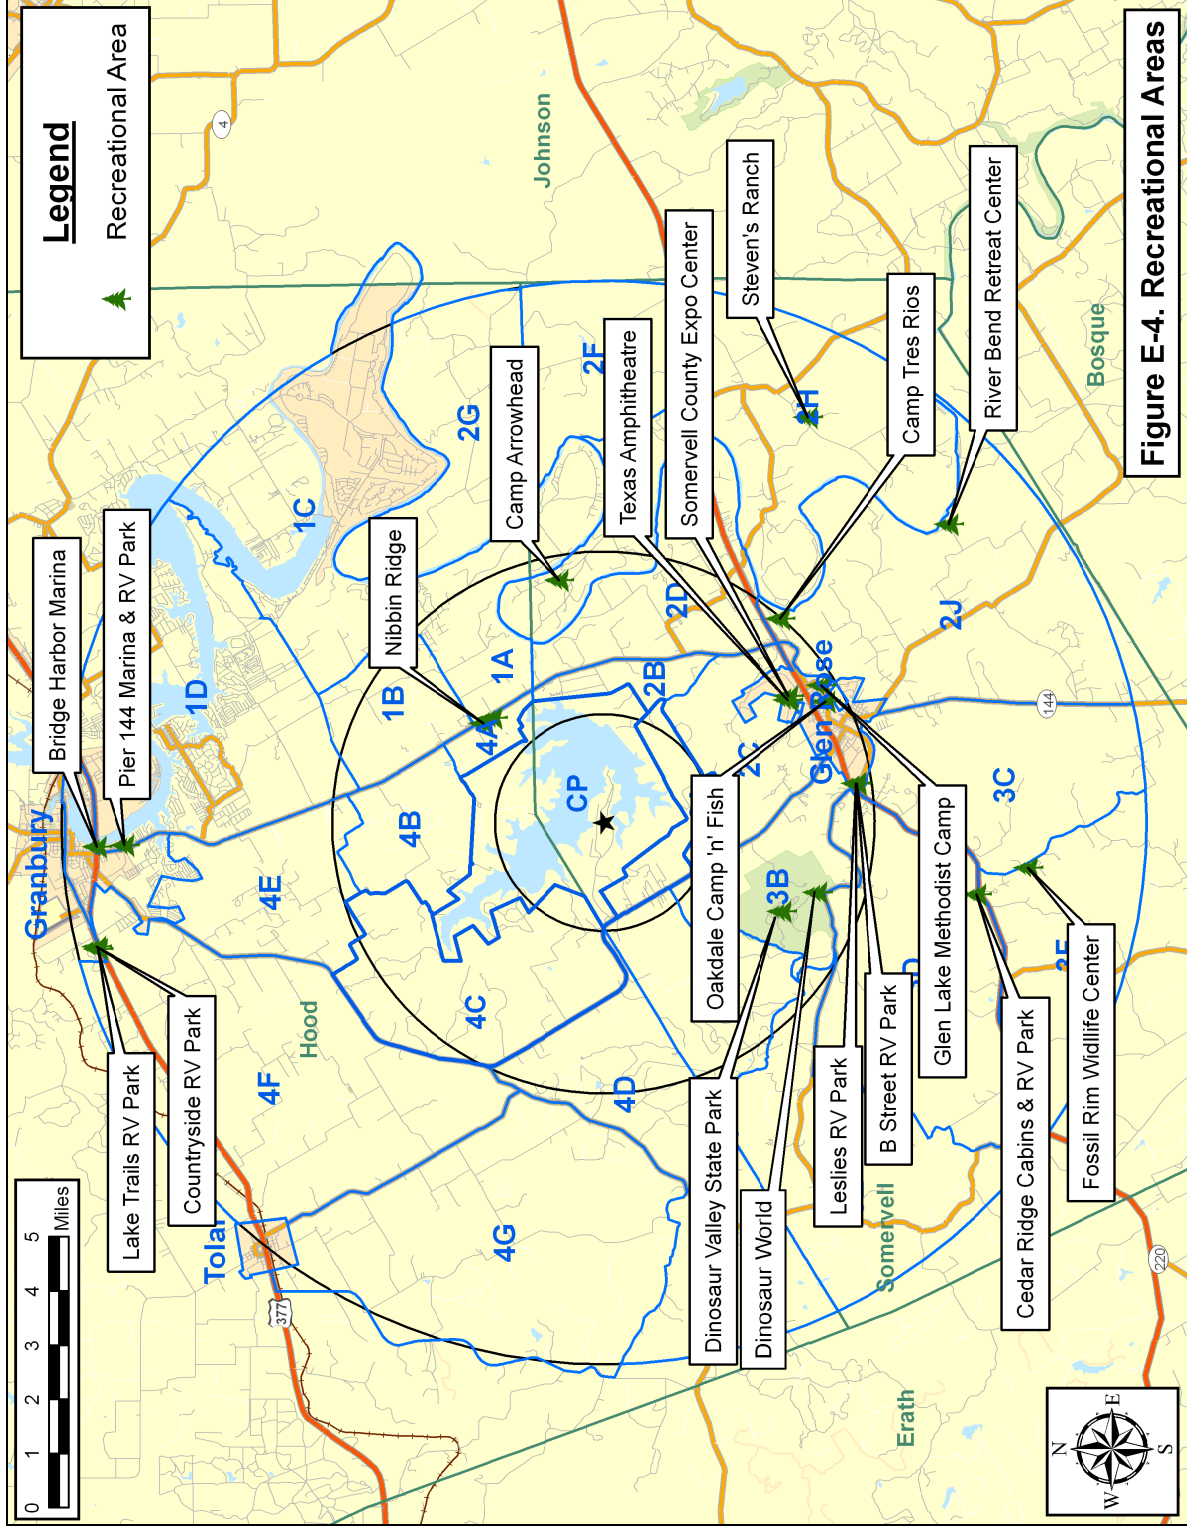 Legend
Recreational Area
Figure E-4. Recreational Areas
0 1 2 3 4 5
Miles
N
W E
S
Granbury
Tolar
Glen Rose
Hood
Johnson
Somervell
Erath
Bosque
4
377
144
220
Bridge Harbor Marina
Pier 144 Marina & RV Park
Lake Trails RV Park
Countryside RV Park
Nibbin Ridge
Camp Arrowhead
Texas Amphitheatre
Somervell County Expo Center
Steven's Ranch
Camp Tres Rios
River Bend Retreat Center
Oakdale Camp 'n' Fish
Glen Lake Methodist Camp
Dinosaur Valley State Park
Dinosaur World
Leslies RV Park
B Street RV Park
Cedar Ridge Cabins & RV Park
Fossil Rim Widlife Center
1A
1B
1C
1D
2B
2C
2D
2F
2G
2J
3B
3C
4A
4B
4C
4D
4E
4F
4G
CP